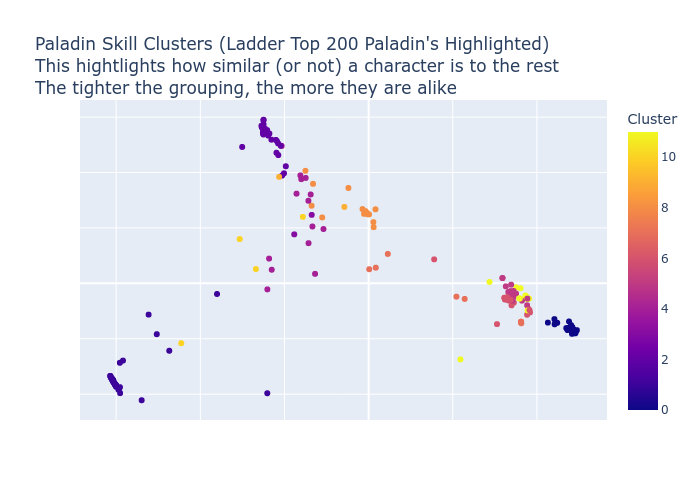 Paladin Skill Clusters (Ladder Top 200 Paladin's Highlighted)
This hightlights how similar (or not) a character is to the rest
The tighter the grouping, the more they are alike
Cluster
10
8
6
4
2
0